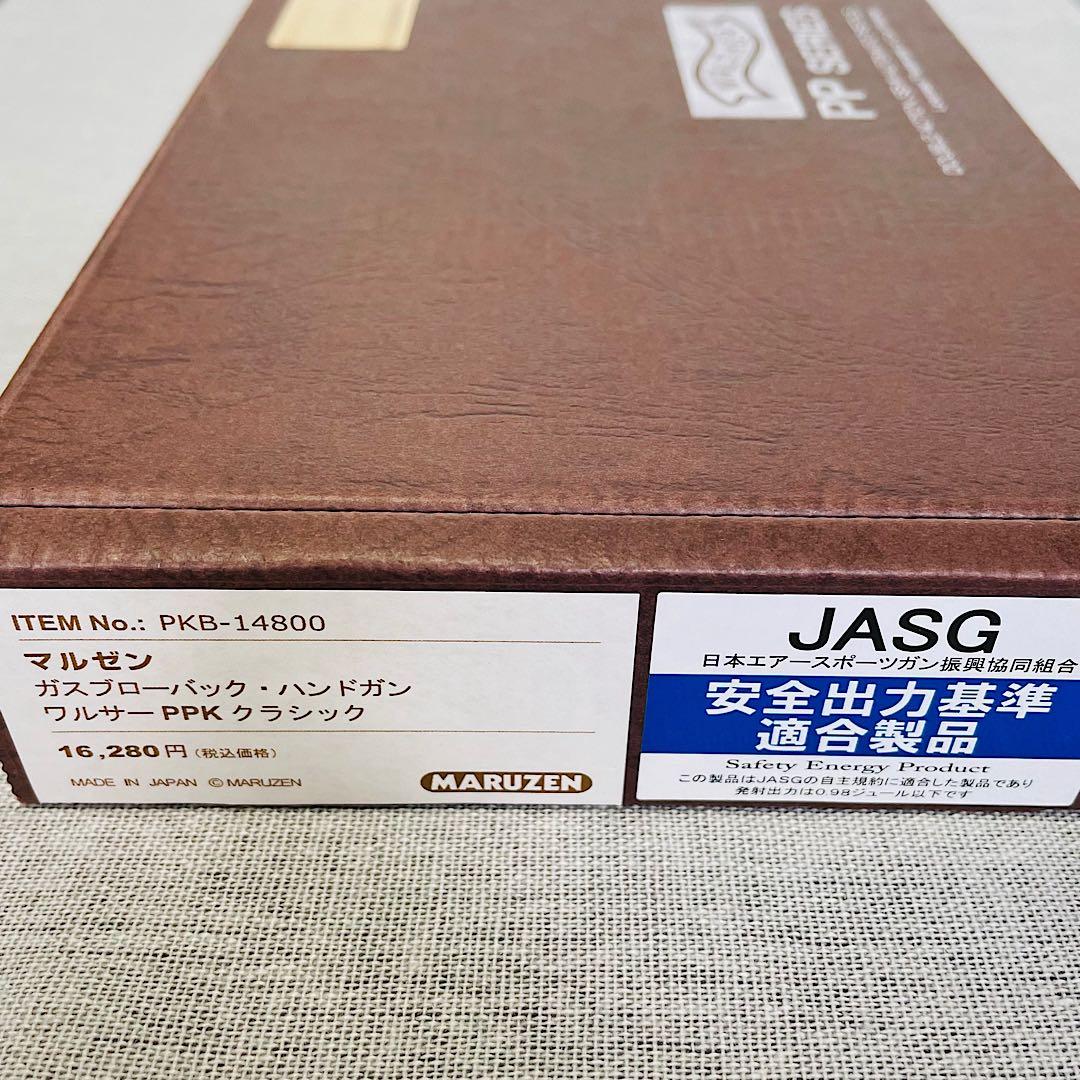 WALTHER
PP SERIES
ITEM No.: PKB-14800
マルゼン
ガスブローバック・ハンドガン
ワルサー PPK クラシック
16,280円 (税込価格)
MADE IN JAPAN ©MARUZEN
MARUZEN
JASG
日本エアースポーツガン振興協同組合
安全出力基準
適合製品
Safety Energy Product
この製品はJASGの自主規約に適合した製品であり
発射出力は0.98ジュール以下です